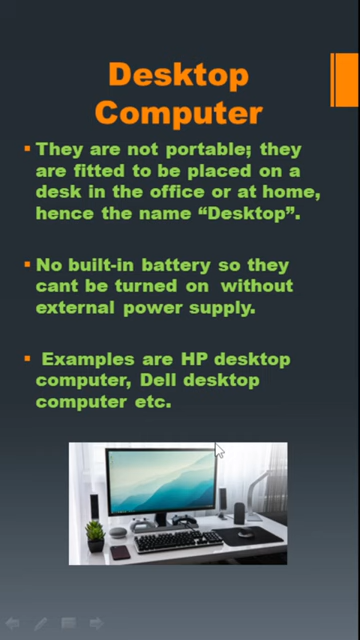 Desktop
Computer
▪ They are not portable; they
are fitted to be placed on a
desk in the office or at home,
hence the name “Desktop”.
▪ No built-in battery so they
cant be turned on without
external power supply.
▪ Examples are HP desktop
computer, Dell desktop
computer etc.